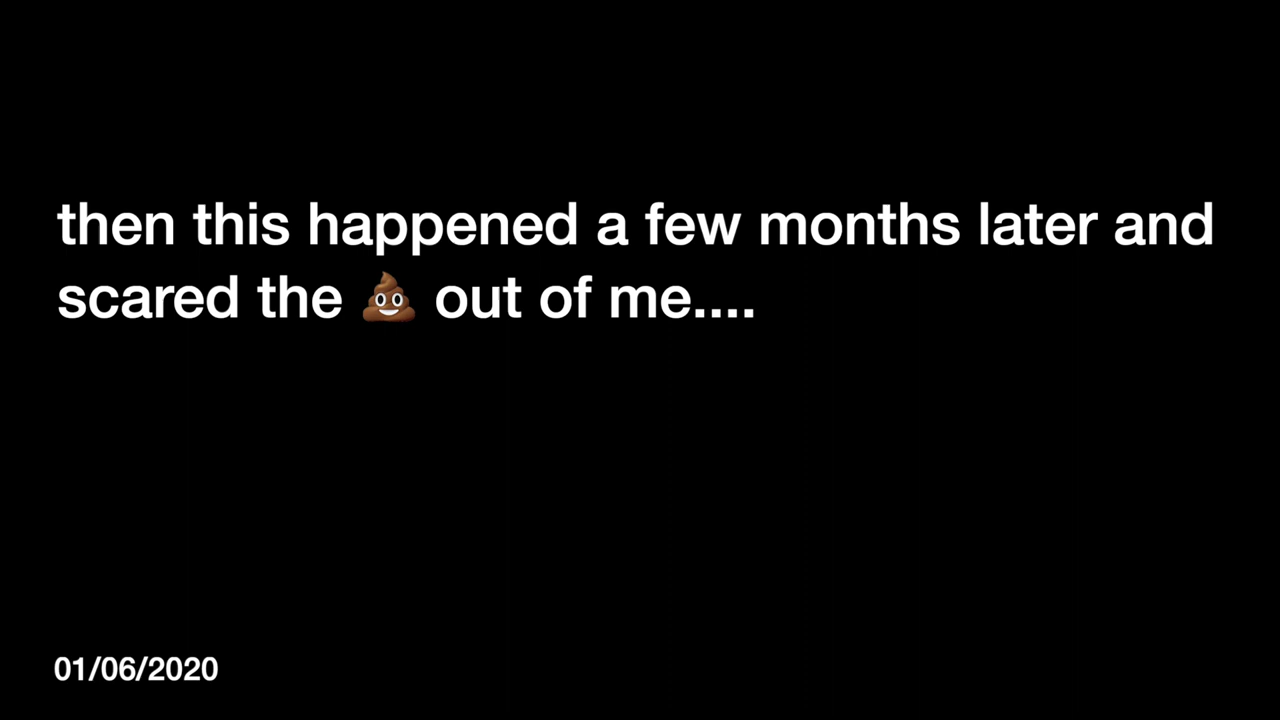 then this happened a few months later and
scared the 💩 out of me....
01/06/2020